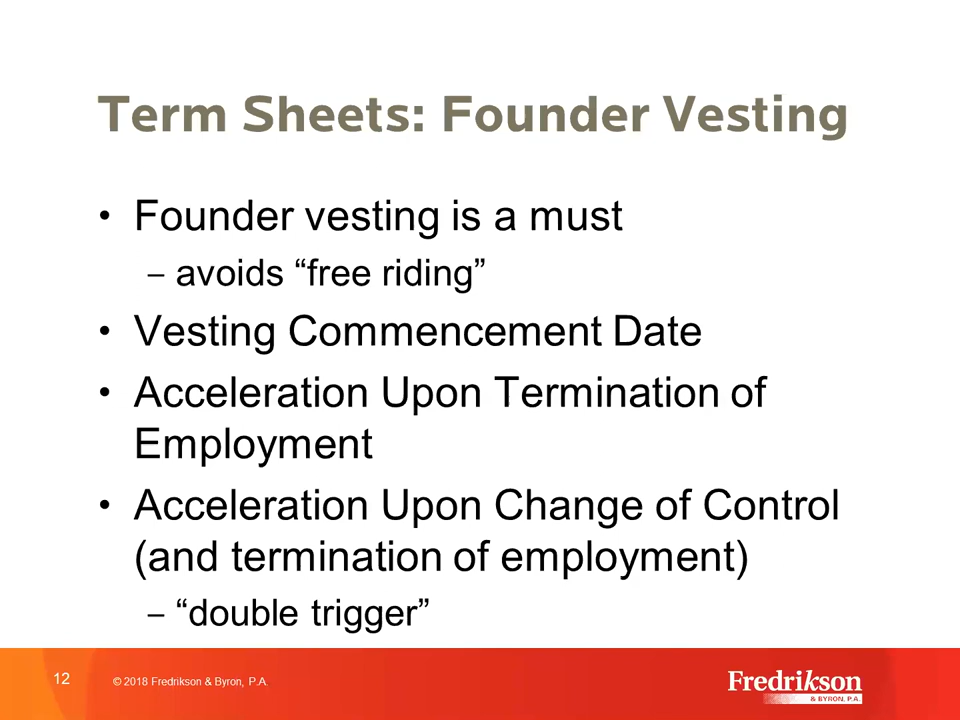 Term Sheets: Founder Vesting
• Founder vesting is a must
– avoids “free riding”
• Vesting Commencement Date
• Acceleration Upon Termination of
Employment
• Acceleration Upon Change of Control
(and termination of employment)
– “double trigger”
12
© 2018 Fredrikson & Byron, P.A.
Fredrikson
& BYRON, P.A.